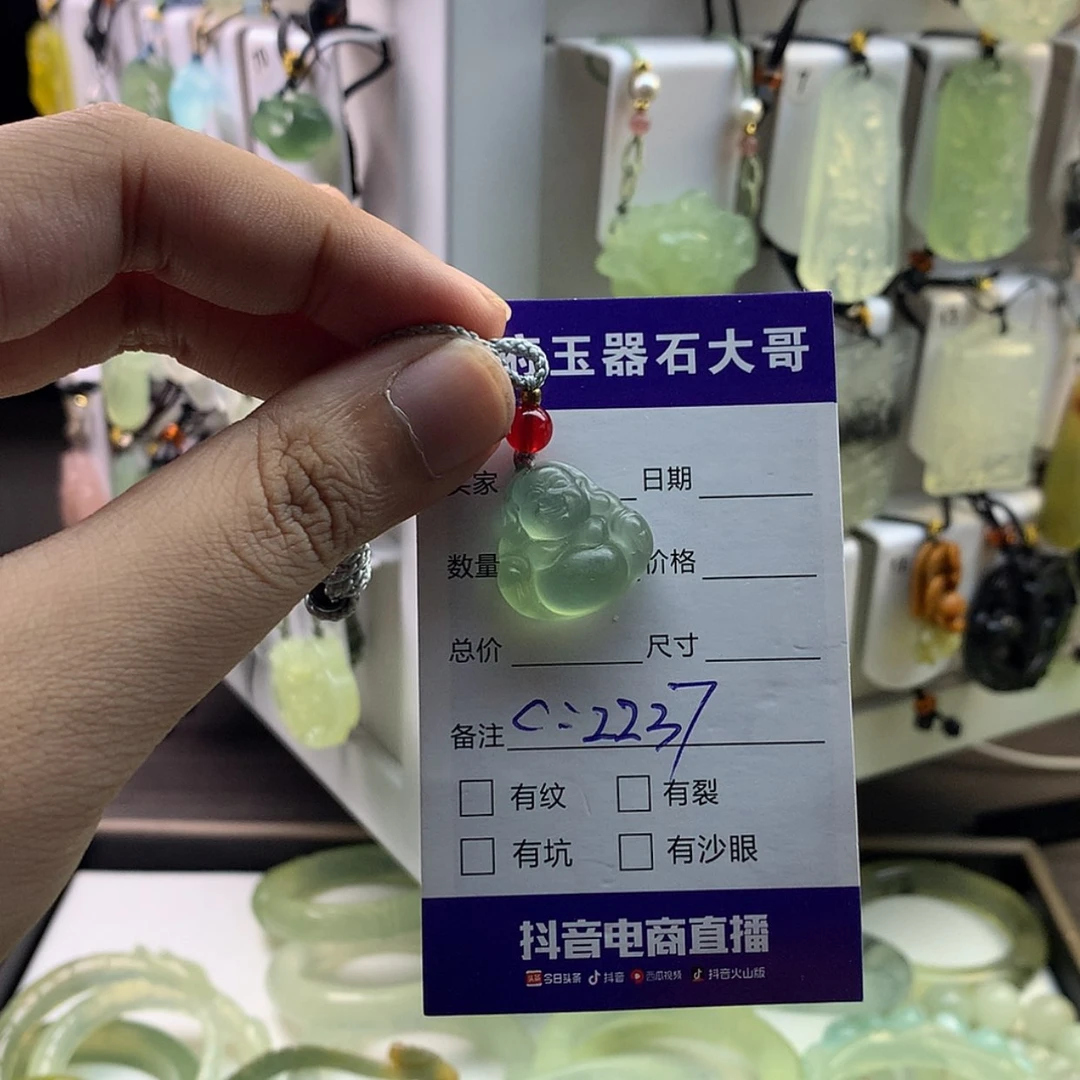 玉器石大哥
家 日期
数量 价格
总价 尺寸
备注 C=2237
有纹 有裂
有坑 有沙眼
抖音电商直播
头条 今日头条 抖音 西瓜视频 抖音火山版